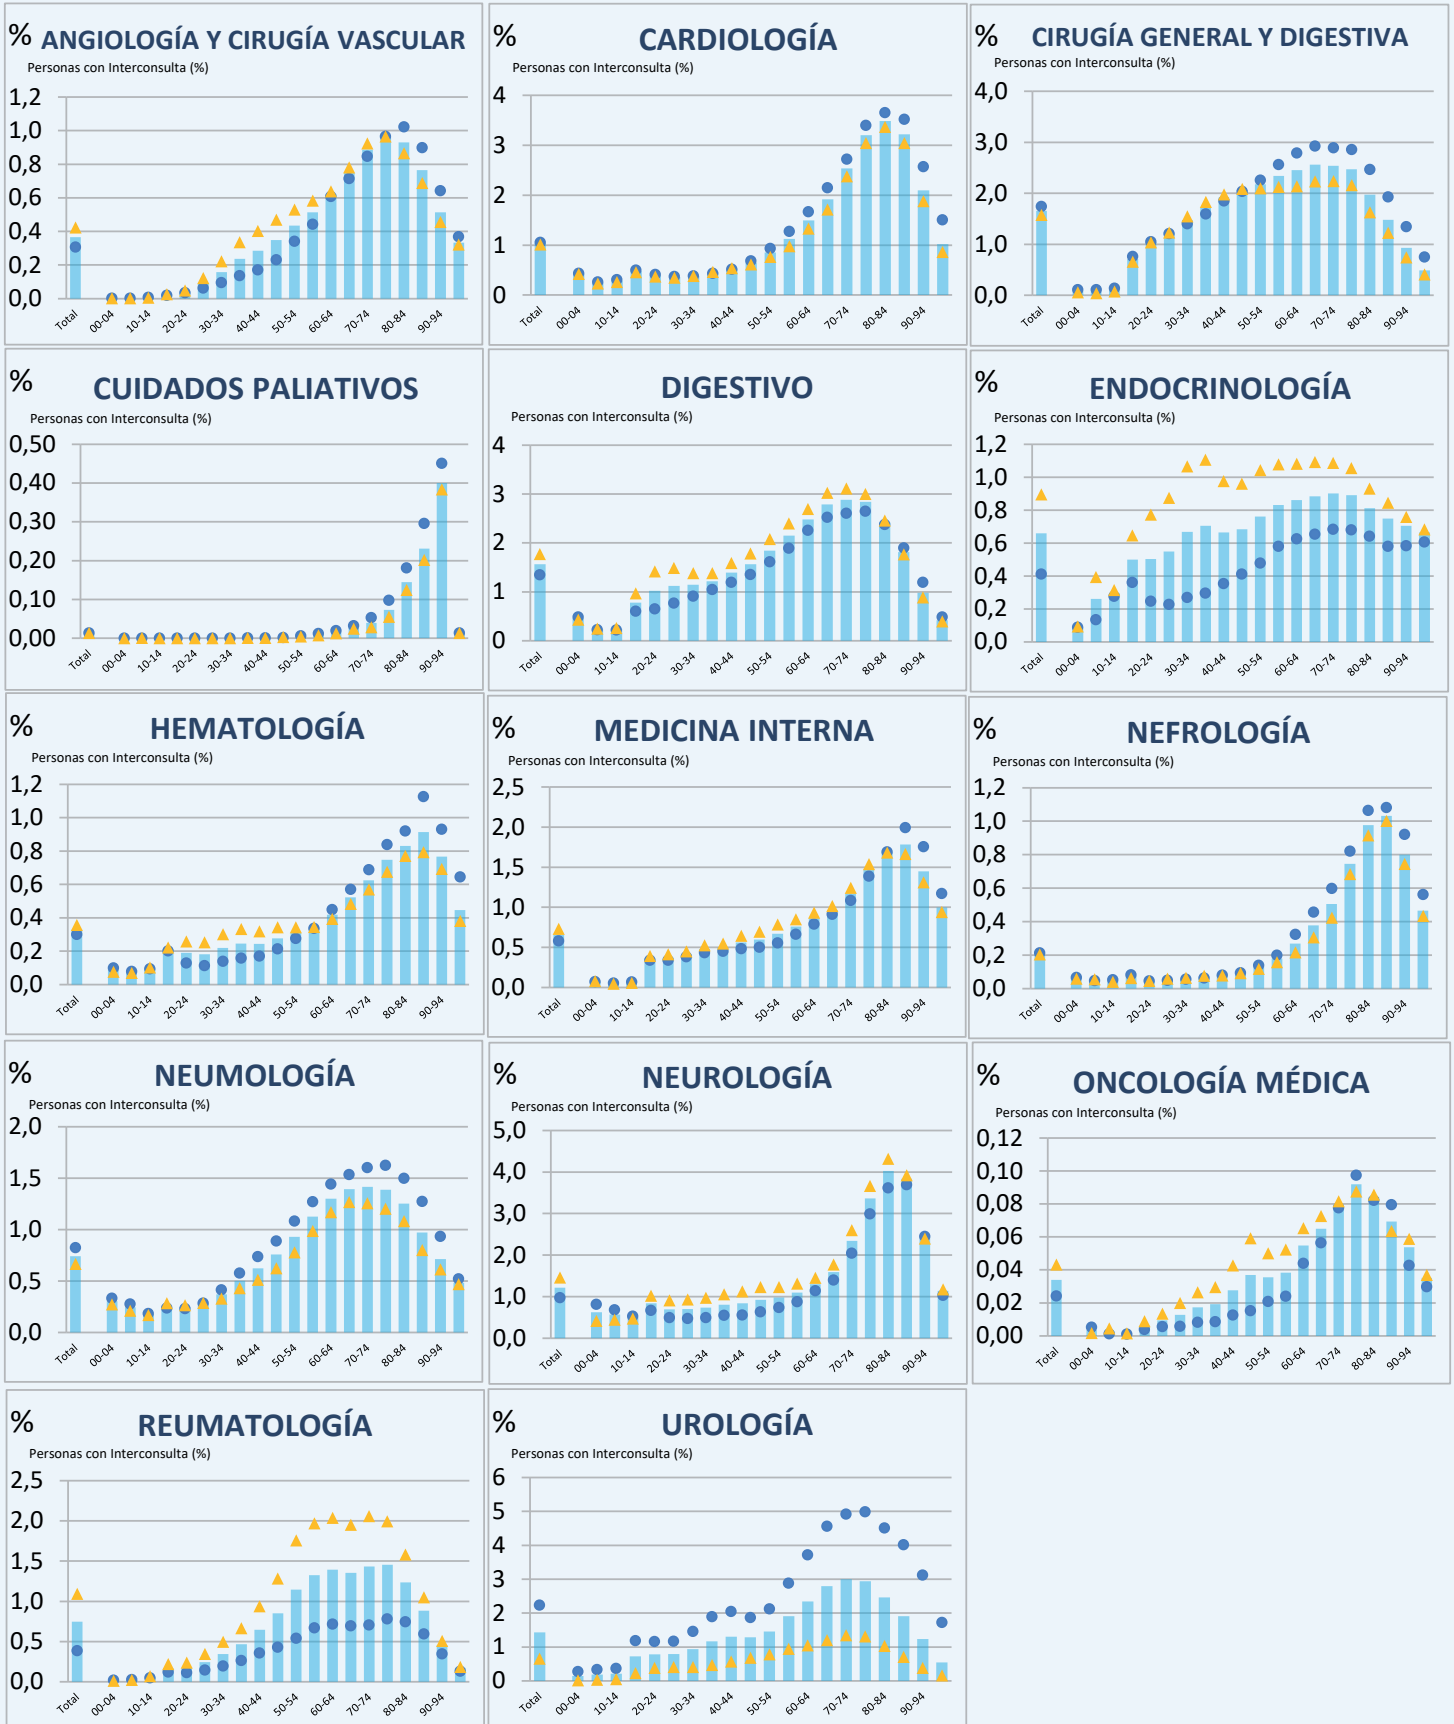 % ANGIOLOGÍA Y CIRUGÍA VASCULAR
Personas con Interconsulta (%)
1,2
1,0
0,8
0,6
0,4
0,2
0,0
Total 00-04 10-14 20-24 30-34 40-44 50-54 60-64 70-74 80-84 90-94
% CARDIOLOGÍA
Personas con Interconsulta (%)
4
3
2
1
0
Total 00-04 10-14 20-24 30-34 40-44 50-54 60-64 70-74 80-84 90-94
% CIRUGÍA GENERAL Y DIGESTIVA
Personas con Interconsulta (%)
4,0
3,0
2,0
1,0
0,0
Total 00-04 10-14 20-24 30-34 40-44 50-54 60-64 70-74 80-84 90-94
% CUIDADOS PALIATIVOS
Personas con Interconsulta (%)
0,50
0,40
0,30
0,20
0,10
0,00
Total 00-04 10-14 20-24 30-34 40-44 50-54 60-64 70-74 80-84 90-94
% DIGESTIVO
Personas con Interconsulta (%)
4
3
2
1
0
Total 00-04 10-14 20-24 30-34 40-44 50-54 60-64 70-74 80-84 90-94
% ENDOCRINOLOGÍA
Personas con Interconsulta (%)
1,2
1,0
0,8
0,6
0,4
0,2
0,0
Total 00-04 10-14 20-24 30-34 40-44 50-54 60-64 70-74 80-84 90-94
% HEMATOLOGÍA
Personas con Interconsulta (%)
1,2
1,0
0,8
0,6
0,4
0,2
0,0
Total 00-04 10-14 20-24 30-34 40-44 50-54 60-64 70-74 80-84 90-94
% MEDICINA INTERNA
Personas con Interconsulta (%)
2,5
2,0
1,5
1,0
0,5
0,0
Total 00-04 10-14 20-24 30-34 40-44 50-54 60-64 70-74 80-84 90-94
% NEFROLOGÍA
Personas con Interconsulta (%)
1,2
1,0
0,8
0,6
0,4
0,2
0,0
Total 00-04 10-14 20-24 30-34 40-44 50-54 60-64 70-74 80-84 90-94
% NEUMOLOGÍA
Personas con Interconsulta (%)
2,0
1,5
1,0
0,5
0,0
Total 00-04 10-14 20-24 30-34 40-44 50-54 60-64 70-74 80-84 90-94
% NEUROLOGÍA
Personas con Interconsulta (%)
5,0
4,0
3,0
2,0
1,0
0,0
Total 00-04 10-14 20-24 30-34 40-44 50-54 60-64 70-74 80-84 90-94
% ONCOLOGÍA MÉDICA
Personas con Interconsulta (%)
0,12
0,10
0,08
0,06
0,04
0,02
0,00
Total 00-04 10-14 20-24 30-34 40-44 50-54 60-64 70-74 80-84 90-94
% REUMATOLOGÍA
Personas con Interconsulta (%)
2,5
2,0
1,5
1,0
0,5
0,0
Total 00-04 10-14 20-24 30-34 40-44 50-54 60-64 70-74 80-84 90-94
% UROLOGÍA
Personas con Interconsulta (%)
6
5
4
3
2
1
0
Total 00-04 10-14 20-24 30-34 40-44 50-54 60-64 70-74 80-84 90-94